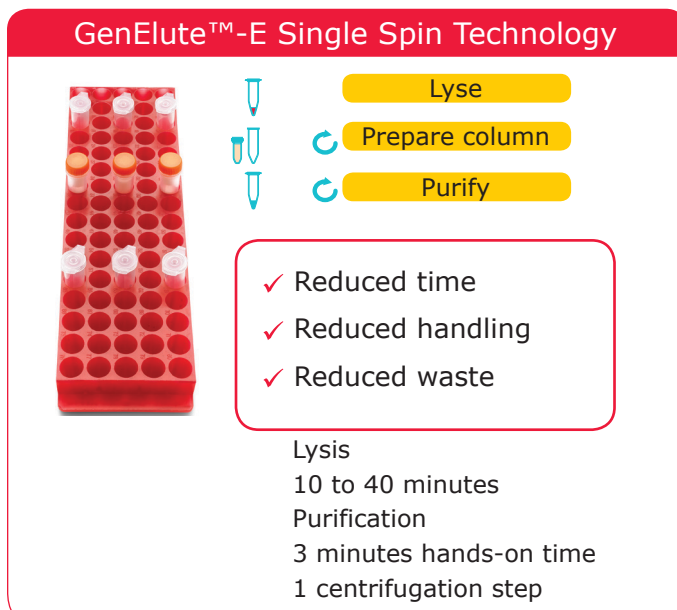 GenElute™-E Single Spin Technology
Lyse
Prepare column
Purify
✓ Reduced time
✓ Reduced handling
✓ Reduced waste
Lysis
10 to 40 minutes
Purification
3 minutes hands-on time
1 centrifugation step